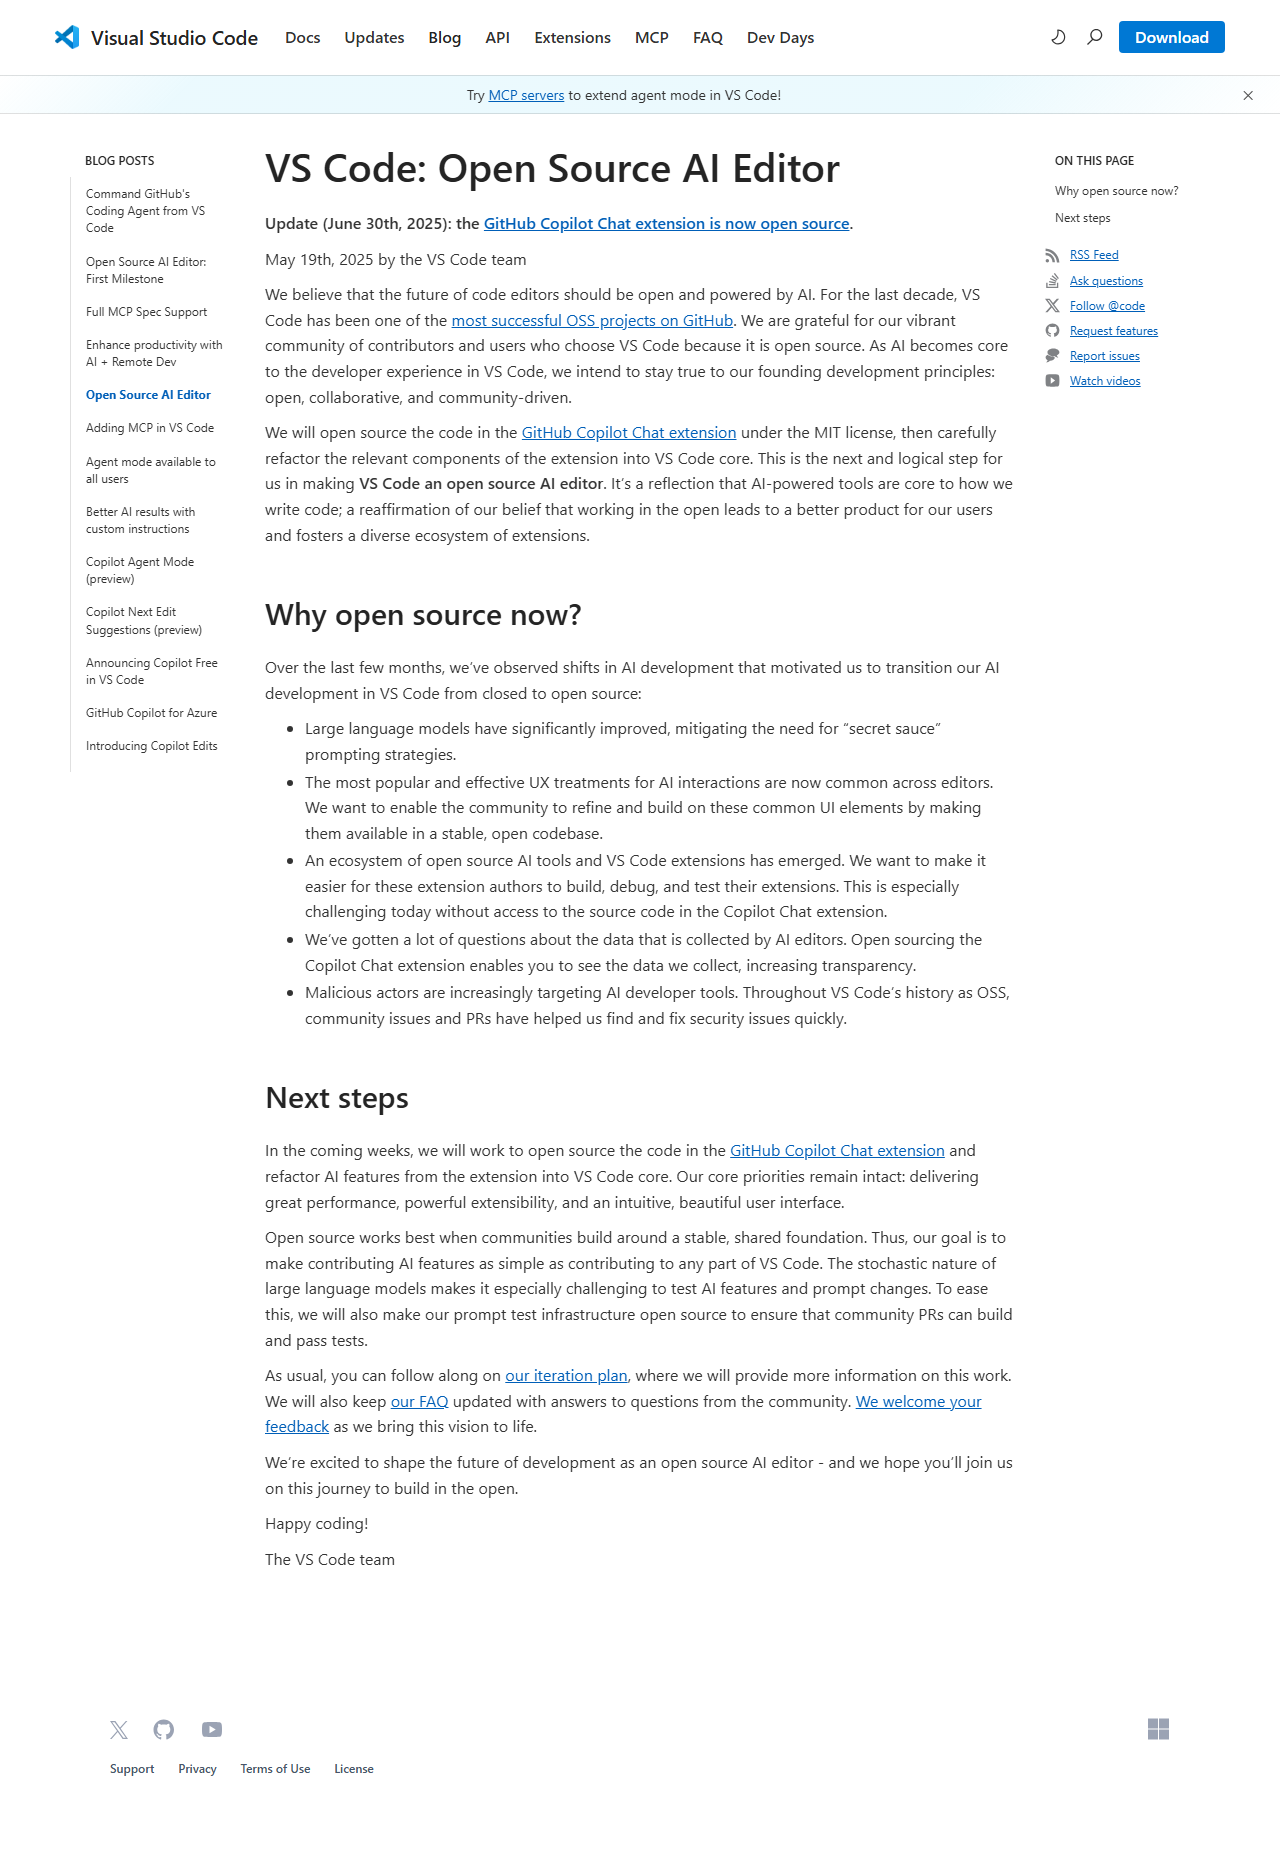 Visual Studio Code
Docs
Updates
Blog
API
Extensions
MCP
FAQ
Dev Days
Download
Try MCP servers to extend agent mode in VS Code!
BLOG POSTS
Command GitHub's
Coding Agent from VS
Code
Open Source AI Editor:
First Milestone
Full MCP Spec Support
Enhance productivity with
AI + Remote Dev
Open Source AI Editor
Adding MCP in VS Code
Agent mode available to
all users
Better AI results with
custom instructions
Copilot Agent Mode
(preview)
Copilot Next Edit
Suggestions (preview)
Announcing Copilot Free
in VS Code
GitHub Copilot for Azure
Introducing Copilot Edits
VS Code: Open Source AI Editor
Update (June 30th, 2025): the GitHub Copilot Chat extension is now open source.
May 19th, 2025 by the VS Code team
We believe that the future of code editors should be open and powered by AI. For the last decade, VS
Code has been one of the most successful OSS projects on GitHub. We are grateful for our vibrant
community of contributors and users who choose VS Code because it is open source. As AI becomes core
to the developer experience in VS Code, we intend to stay true to our founding development principles:
open, collaborative, and community-driven.
We will open source the code in the GitHub Copilot Chat extension under the MIT license, then carefully
refactor the relevant components of the extension into VS Code core. This is the next and logical step for
us in making VS Code an open source AI editor. It’s a reflection that AI-powered tools are core to how we
write code; a reaffirmation of our belief that working in the open leads to a better product for our users
and fosters a diverse ecosystem of extensions.
Why open source now?
Over the last few months, we’ve observed shifts in AI development that motivated us to transition our AI
development in VS Code from closed to open source:
• Large language models have significantly improved, mitigating the need for “secret sauce”
prompting strategies.
• The most popular and effective UX treatments for AI interactions are now common across editors.
We want to enable the community to refine and build on these common UI elements by making
them available in a stable, open codebase.
• An ecosystem of open source AI tools and VS Code extensions has emerged. We want to make it
easier for these extension authors to build, debug, and test their extensions. This is especially
challenging today without access to the source code in the Copilot Chat extension.
• We’ve gotten a lot of questions about the data that is collected by AI editors. Open sourcing the
Copilot Chat extension enables you to see the data we collect, increasing transparency.
• Malicious actors are increasingly targeting AI developer tools. Throughout VS Code’s history as OSS,
community issues and PRs have helped us find and fix security issues quickly.
Next steps
In the coming weeks, we will work to open source the code in the GitHub Copilot Chat extension and
refactor AI features from the extension into VS Code core. Our core priorities remain intact: delivering
great performance, powerful extensibility, and an intuitive, beautiful user interface.
Open source works best when communities build around a stable, shared foundation. Thus, our goal is to
make contributing AI features as simple as contributing to any part of VS Code. The stochastic nature of
large language models makes it especially challenging to test AI features and prompt changes. To ease
this, we will also make our prompt test infrastructure open source to ensure that community PRs can build
and pass tests.
As usual, you can follow along on our iteration plan, where we will provide more information on this work.
We will also keep our FAQ updated with answers to questions from the community. We welcome your
feedback as we bring this vision to life.
We’re excited to shape the future of development as an open source AI editor - and we hope you’ll join us
on this journey to build in the open.
Happy coding!
The VS Code team
ON THIS PAGE
Why open source now?
Next steps
RSS Feed
Ask questions
Follow @code
Request features
Report issues
Watch videos
Support
Privacy
Terms of Use
License